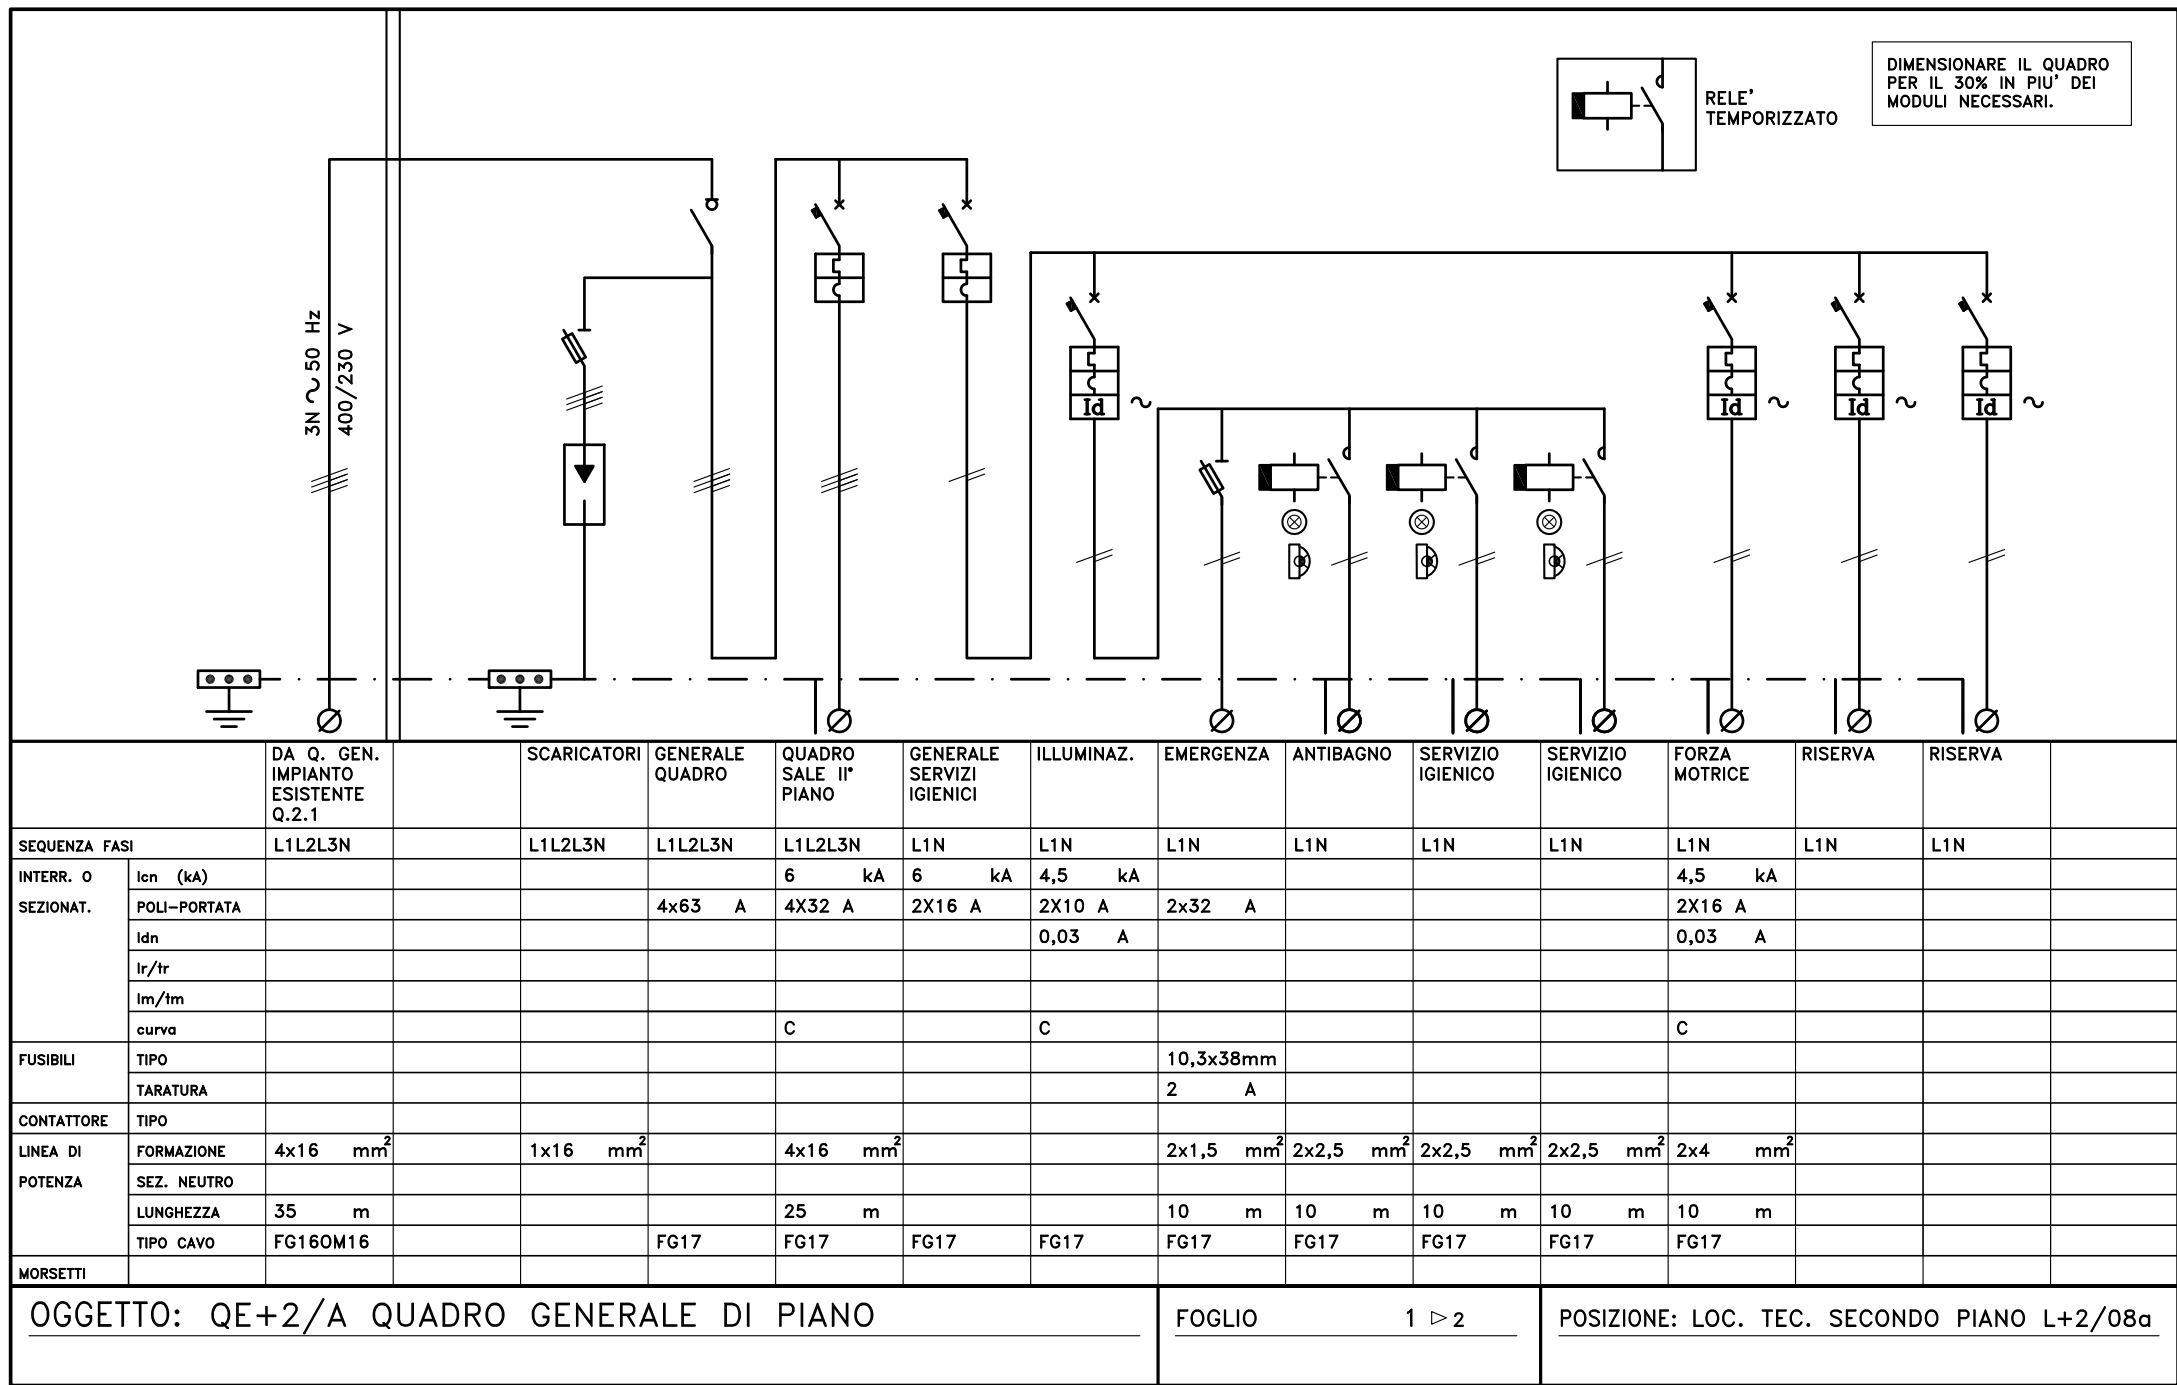 DIMENSIONARE IL QUADRO
PER IL 30% IN PIU' DEI
MODULI NECESSARI.
RELE'
TEMPORIZZATO
3N ~ 50 Hz
400/230 V
Id ~
Id ~
Id ~
Id ~
DA Q. GEN. IMPIANTO ESISTENTE Q.2.1 SCARICATORI GENERALE QUADRO QUADRO SALE II° PIANO GENERALE SERVIZI IGIENICI ILLUMINAZ. EMERGENZA ANTIBAGNO SERVIZIO IGIENICO SERVIZIO IGIENICO FORZA MOTRICE RISERVA RISERVA
SEQUENZA FASI L1L2L3N L1L2L3N L1L2L3N L1L2L3N L1N L1N L1N L1N L1N L1N L1N L1N L1N
INTERR. O Icn (kA) 6 kA 6 kA 4,5 kA 4,5 kA
SEZIONAT. POLI-PORTATA 4x63 A 4X32 A 2X16 A 2X10 A 2x32 A 2X16 A
Idn 0,03 A 0,03 A
Ir/tr
Im/tm
curva C C C
FUSIBILI TIPO 10,3x38mm
TARATURA 2 A
CONTATTORE TIPO
LINEA DI FORMAZIONE 4x16 mm² 1x16 mm² 4x16 mm² 2x1,5 mm² 2x2,5 mm² 2x2,5 mm² 2x2,5 mm² 2x4 mm²
POTENZA SEZ. NEUTRO
LUNGHEZZA 35 m 25 m 10 m 10 m 10 m 10 m 10 m
TIPO CAVO FG16OM16 FG17 FG17 FG17 FG17 FG17 FG17 FG17 FG17 FG17
MORSETTI
OGGETTO: QE+2/A QUADRO GENERALE DI PIANO
FOGLIO 1 ▷ 2
POSIZIONE: LOC. TEC. SECONDO PIANO L+2/08a